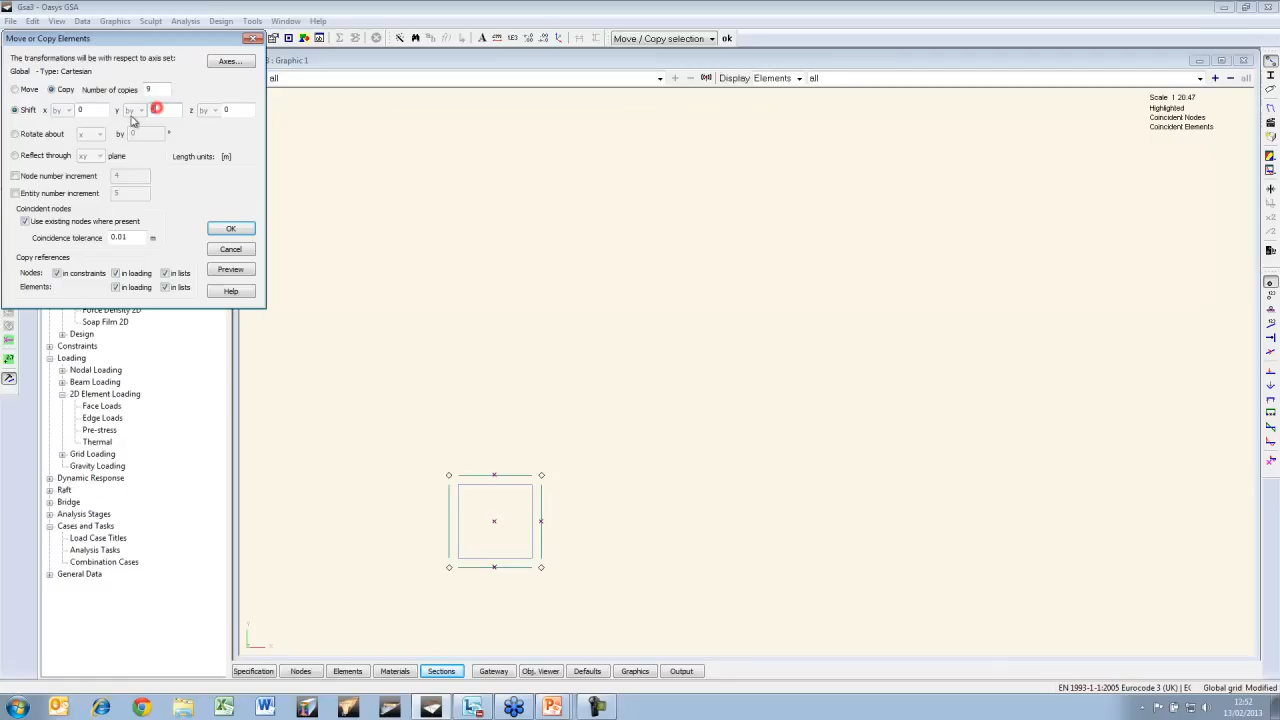 Gsa3 - Oasys GSA
File Edit View Data Graphics Sculpt Analysis Design Tools Window Help
Move or Copy Elements
Move / Copy selection ok
The transformations will be with respect to axis set:
Axes...
: Graphic 1
Global - Type: Cartesian
all Display Elements all all
Move Copy Number of copies 9
Scale 1 20.47
Highlighted
Shift x by 0 y by z by 0
Coincident Nodes
Coincident Elements
Rotate about x by 0 °
Reflect through xy plane Length units: [m]
Node number increment 4
Entity number increment 5
Coincident nodes
Use existing nodes where present OK
Coincidence tolerance 0.01 m
Cancel
Copy references
Nodes: in constraints in loading in lists Preview
Elements: in loading in lists Help
Force Density 2D
Soap Film 2D
Design
Constraints
Loading
Nodal Loading
Beam Loading
2D Element Loading
Face Loads
Edge Loads
Pre-stress
Thermal
Grid Loading
Gravity Loading
Dynamic Response
Raft
Bridge
Analysis Stages
Cases and Tasks
Load Case Titles
Analysis Tasks
Combination Cases
General Data
Specification Nodes Elements Materials Sections Gateway Obj. Viewer Defaults Graphics Output
EN 1993-1-1:2005 Eurocode 3 (UK) Global grid Modified
12:52
13/02/2013